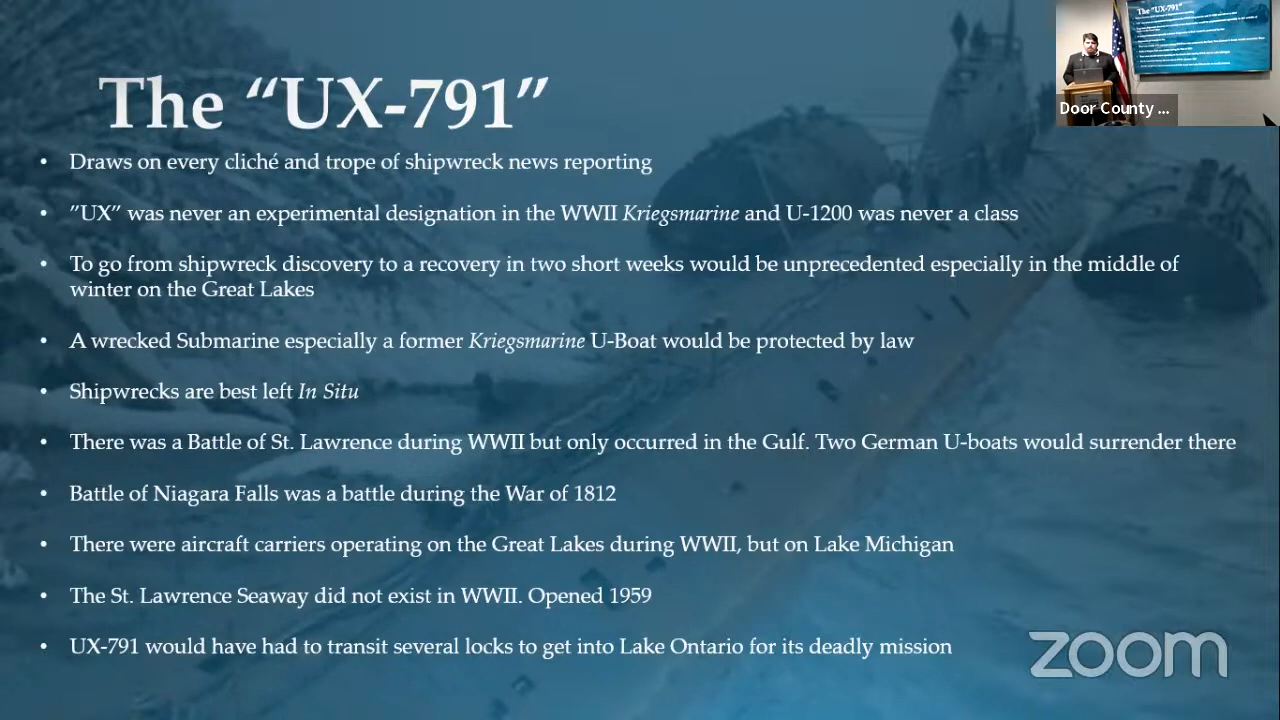 The “UX-791”
• Draws on every cliché and trope of shipwreck news reporting
• ”UX” was never an experimental designation in the WWII Kriegsmarine and U-1200 was never a class
• To go from shipwreck discovery to a recovery in two short weeks would be unprecedented especially in the middle of
winter on the Great Lakes
• A wrecked Submarine especially a former Kriegsmarine U-Boat would be protected by law
• Shipwrecks are best left In Situ
• There was a Battle of St. Lawrence during WWII but only occurred in the Gulf. Two German U-boats would surrender there
• Battle of Niagara Falls was a battle during the War of 1812
• There were aircraft carriers operating on the Great Lakes during WWII, but on Lake Michigan
• The St. Lawrence Seaway did not exist in WWII. Opened 1959
• UX-791 would have had to transit several locks to get into Lake Ontario for its deadly mission
The "UX-791"
Door County ...
zoom